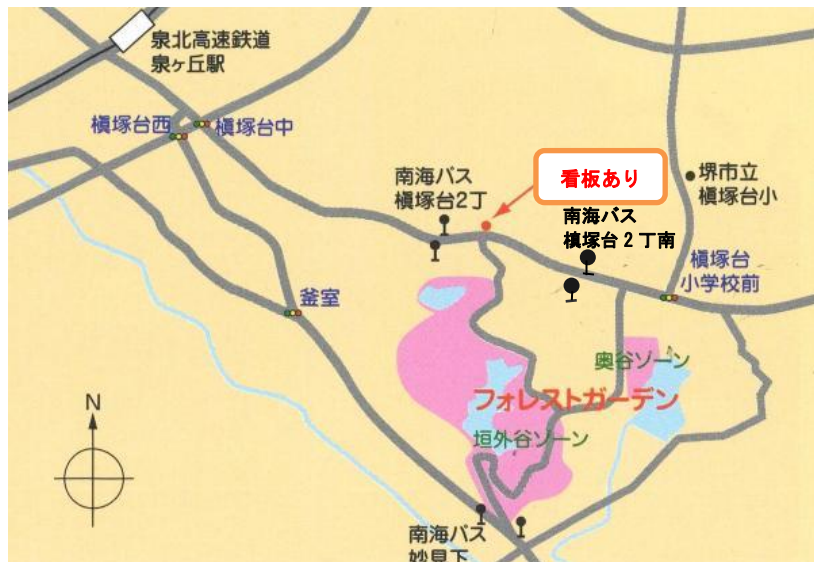 泉北高速鉄道
泉ヶ丘駅
槇塚台西
槇塚台中
南海バス
槇塚台2丁
看板あり
堺市立
槇塚台小
南海バス
槙塚台2丁南
槇塚台
小学校前
釜室
奥谷ゾーン
フォレストガーデン
垣外谷ゾーン
N
南海バス
妙見下